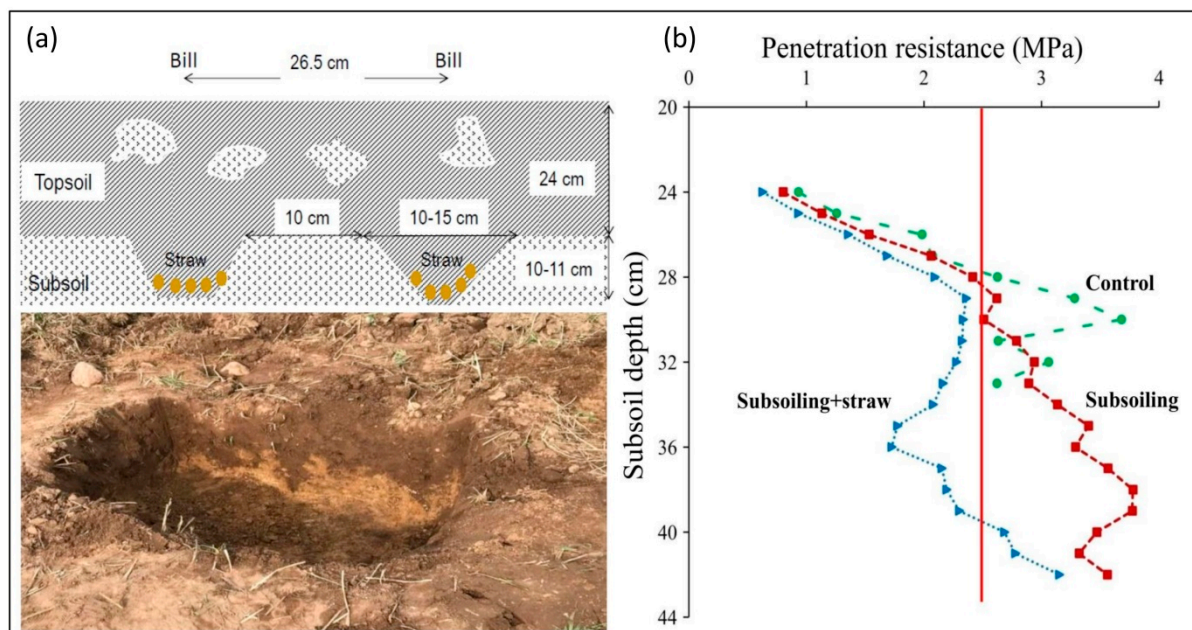 (a)
Bill
Bill
26.5 cm
Topsoil
24 cm
10 cm
10-15 cm
Straw
Straw
10-11 cm
Subsoil
(b)
Penetration resistance (MPa)
0 1 2 3 4
20
24
28
32
36
40
44
Subsoil depth (cm)
Control
Subsoiling+straw
Subsoiling